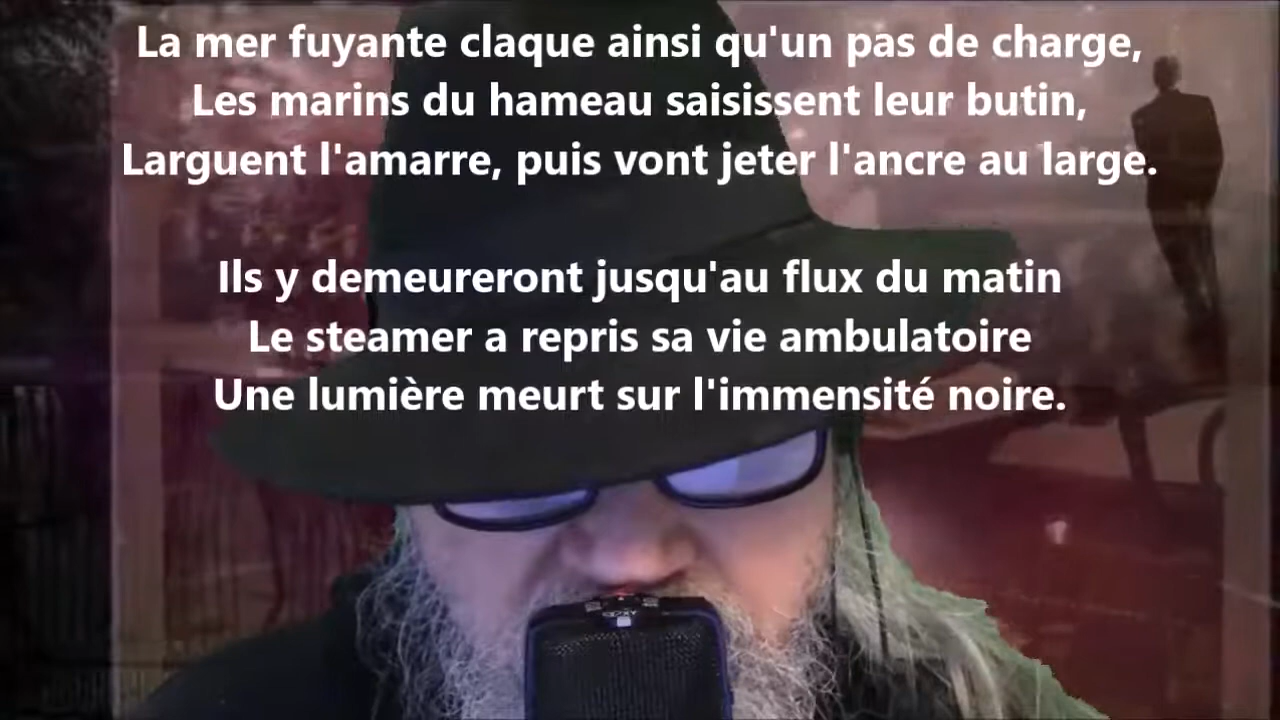 La mer fuyante claque ainsi qu'un pas de charge,
Les marins du hameau saisissent leur butin,
Larguent l'amarre, puis vont jeter l'ancre au large.
Ils y demeureront jusqu'au flux du matin
Le steamer a repris sa vie ambulatoire
Une lumière meurt sur l'immensité noire.